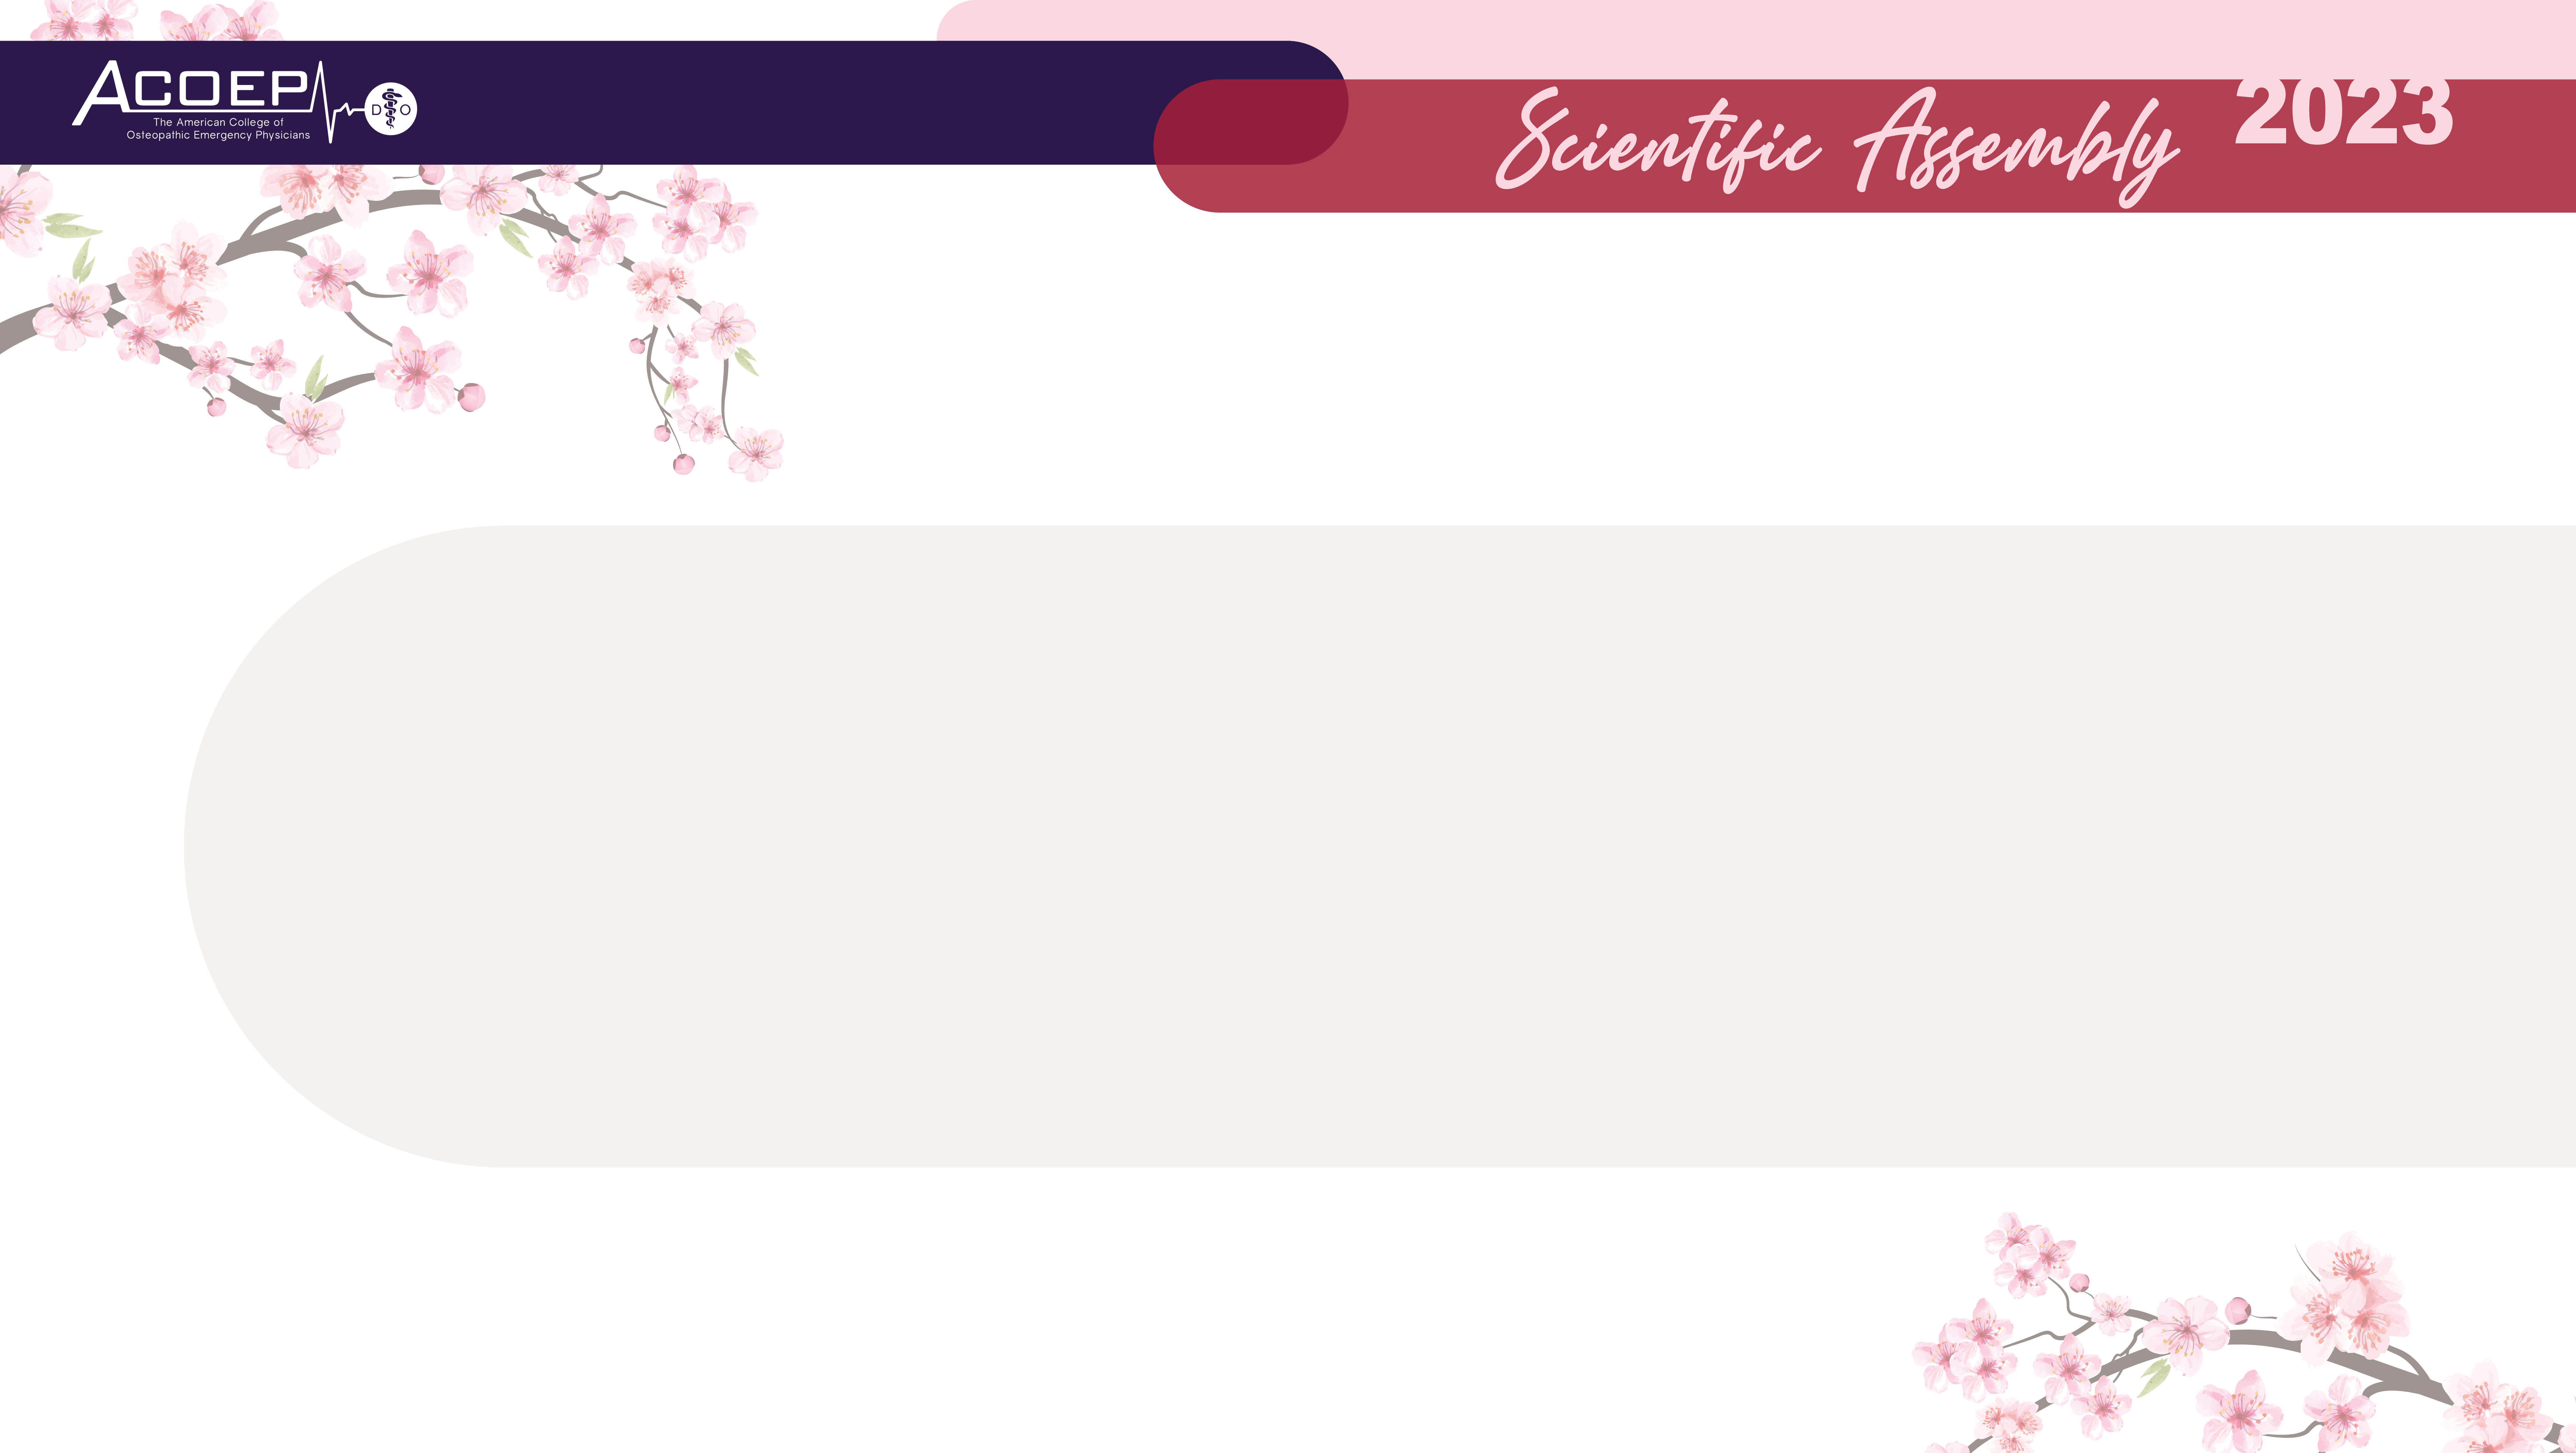 ACOEP
The American College of
Osteopathic Emergency Physicians
D O
Scientific Assembly 2023